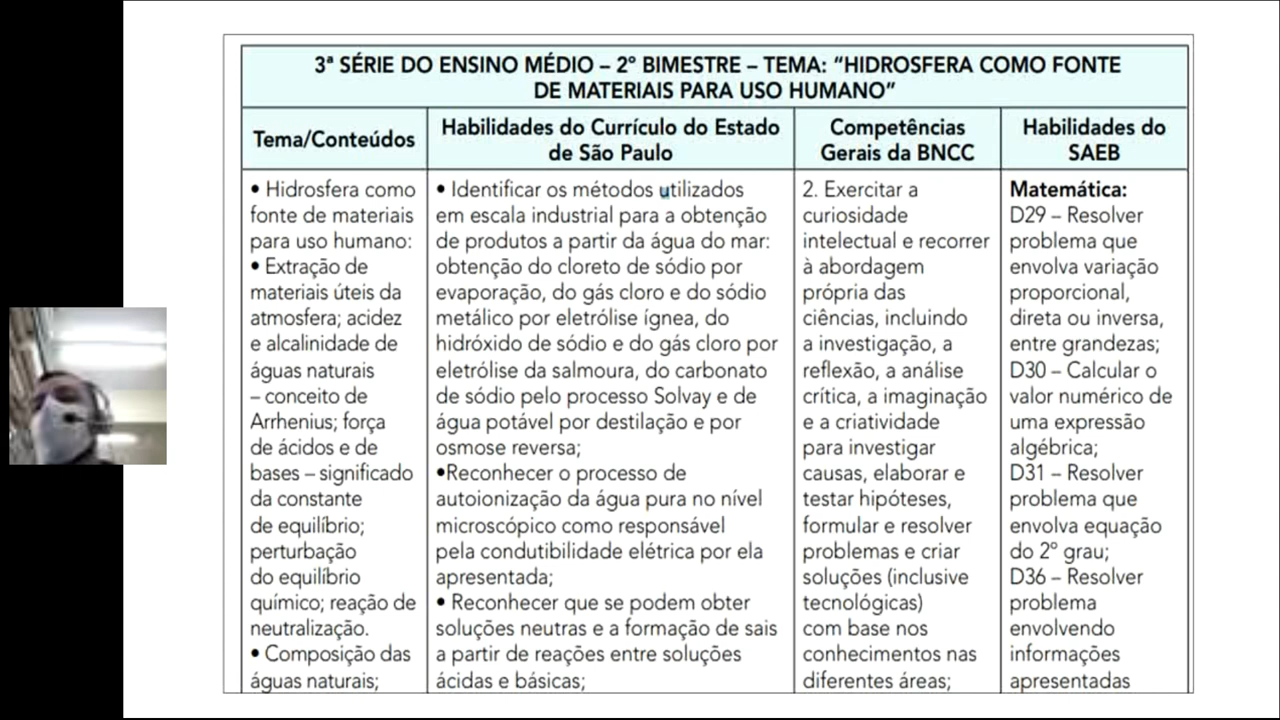 3ª SÉRIE DO ENSINO MÉDIO – 2º BIMESTRE – TEMA: “HIDROSFERA COMO FONTE
DE MATERIAIS PARA USO HUMANO”
Tema/Conteúdos
Habilidades do Currículo do Estado
de São Paulo
Competências
Gerais da BNCC
Habilidades do
SAEB
• Hidrosfera como
fonte de materiais
para uso humano:
• Extração de
materiais úteis da
atmosfera; acidez
e alcalinidade de
águas naturais
– conceito de
Arrhenius; força
de ácidos e de
bases – significado
da constante
de equilíbrio;
perturbação
do equilíbrio
químico; reação de
neutralização.
• Composição das
águas naturais;
• Identificar os métodos utilizados
em escala industrial para a obtenção
de produtos a partir da água do mar:
obtenção do cloreto de sódio por
evaporação, do gás cloro e do sódio
metálico por eletrólise ígnea, do
hidróxido de sódio e do gás cloro por
eletrólise da salmoura, do carbonato
de sódio pelo processo Solvay e de
água potável por destilação e por
osmose reversa;
•Reconhecer o processo de
autoionização da água pura no nível
microscópico como responsável
pela condutibilidade elétrica por ela
apresentada;
• Reconhecer que se podem obter
soluções neutras e a formação de sais
a partir de reações entre soluções
ácidas e básicas;
2. Exercitar a
curiosidade
intelectual e recorrer
à abordagem
própria das
ciências, incluindo
a investigação, a
reflexão, a análise
crítica, a imaginação
e a criatividade
para investigar
causas, elaborar e
testar hipóteses,
formular e resolver
problemas e criar
soluções (inclusive
tecnológicas)
com base nos
conhecimentos nas
diferentes áreas;
Matemática:
D29 – Resolver
problema que
envolva variação
proporcional,
direta ou inversa,
entre grandezas;
D30 – Calcular o
valor numérico de
uma expressão
algébrica;
D31 – Resolver
problema que
envolva equação
do 2º grau;
D36 – Resolver
problema
envolvendo
informações
apresentadas